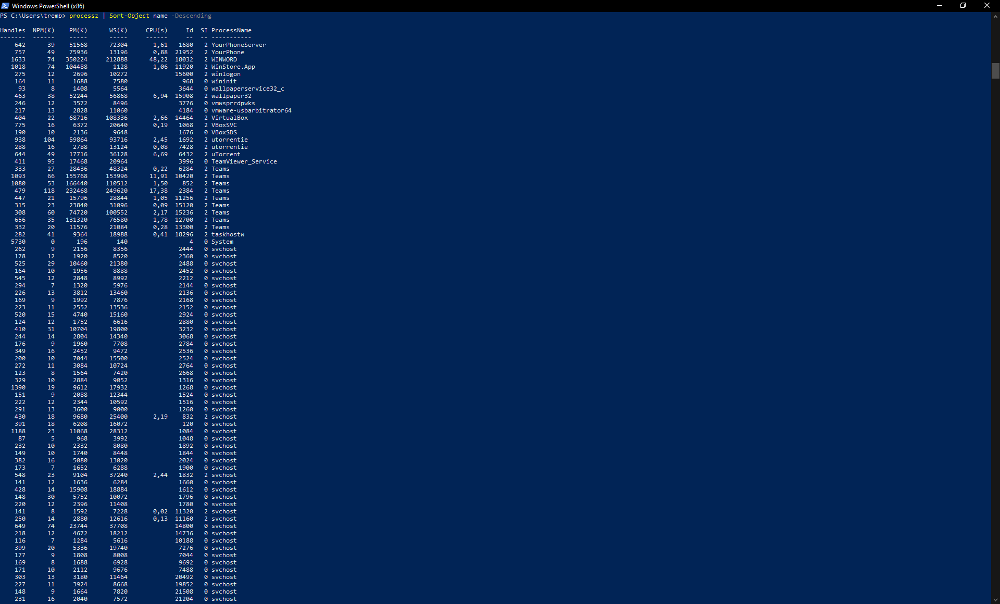 Windows PowerShell (x86)
PS C:\Users\tremb> processz | Sort-Object name -Descending
Handles  NPM(K)    PM(K)      WS(K)     CPU(s)     Id  SI ProcessName
-------  ------    -----      -----     ------     --  -- -----------
    642      39    51568      72304       1,61   1680   2 YourPhoneServer
    757      49    75936      13196       0,88  21952   2 YourPhone
   1633      74   350224     212888      48,22  18032   2 WINWORD
   1018      74   104488       1128       1,06  11920   2 WinStore.App
    275      12     2696      10272             15600   2 winlogon
    164      11     1688       7580               968   0 wininit
     93       8     1408       5564              3644   0 wallpaperservice32_c
    463      38    52244      56868       6,94  15908   2 wallpaper32
    246      12     3572       8496              3776   0 vmwsprrdpwks
    217      13     2828      11060              4184   0 vmware-usbarbitrator64
    404      22    68716     108336       2,66  14464   2 VirtualBox
    775      16     6372      20640       0,19   1068   2 VBoxSVC
    190      10     2136       9648              1676   0 VBoxSDS
    938     104    59864      93716       2,45   1692   2 utorrentie
    288      16     2788      13124       0,08   7428   2 utorrentie
    644      49    17716      36128       6,69   6432   2 uTorrent
    411      95    17468      20964              3996   0 TeamViewer_Service
    333      27    28436      48324       0,22   6284   2 Teams
   1093      66   155768     153996      11,91  10420   2 Teams
   1080      53   166440     110512       1,50    852   2 Teams
    479     118   232468     249620      17,38   2384   2 Teams
    447      21    15796      28844       1,05  11256   2 Teams
    315      23    23840      31096       0,09  15120   2 Teams
    308      60    74720     100552       2,17  15236   2 Teams
    656      35   131320      76580       1,78  12700   2 Teams
    332      20    11576      21084       0,28  13300   2 Teams
    282      41     9364      18988       0,41  18296   2 taskhostw
   5730       0      196        140                 4   0 System
    262       9     2156       8356              2444   0 svchost
    178      12     1920       8520              2360   0 svchost
    525      29    10460      21380              2488   0 svchost
    164      10     1956       8888              2452   0 svchost
    545      12     2848       8992              2212   0 svchost
    294       7     1320       5976              2144   0 svchost
    226      13     3812      13460              2136   0 svchost
    169       9     1992       7876              2168   0 svchost
    223      11     2552      13536              2152   0 svchost
    520      15     4740      15160              2924   0 svchost
    124      12     1752       6616              2880   0 svchost
    410      31    10704      19800              3232   0 svchost
    244      14     2804      14340              3068   0 svchost
    176       9     1960       7708              2784   0 svchost
    349      16     2452       9472              2536   0 svchost
    200      10     7044      15500              2524   0 svchost
    272      11     3084      10724              2764   0 svchost
    123       8     1564       7420              2668   0 svchost
    329      10     2884       9052              1316   0 svchost
   1390      19     9612      17932              1268   0 svchost
    151       9     2088      12344              1524   0 svchost
    222      12     2344      10592              1516   0 svchost
    291      13     3600       9000              1260   0 svchost
    430      18     9680      25400       2,19    832   2 svchost
    391      18     6208      16072               120   0 svchost
   1188      23    11068      28312              1084   0 svchost
     87       5      968       3992              1048   0 svchost
    232      10     2332       8080              1892   0 svchost
    149      10     1740       8448              1844   0 svchost
    382      16     5080      13020              2024   0 svchost
    173       7     1652       6288              1900   0 svchost
    548      23     9104      37240       2,44   1832   2 svchost
    141      12     1636       6284              1660   0 svchost
    428      14    15908      18884              1612   0 svchost
    148      30     5752      10072              1796   0 svchost
    220      12     2396      11408              1780   0 svchost
    141       8     1592       7228       0,02  11320   2 svchost
    250      14     2880      12616       0,13  11160   2 svchost
    649      74    23744      37708             14800   0 svchost
    218      12     4672      18212             14736   0 svchost
    116       7     1284       5616             10188   0 svchost
    399      20     5336      19740              7276   0 svchost
    177       9     1808       8008              7044   0 svchost
    169       8     1688       6928              9692   0 svchost
    171      10     2112       9676              7488   0 svchost
    303      13     3180      11464             20492   0 svchost
    227      11     3924       8668             19852   0 svchost
    148       9     1664       7820             21508   0 svchost
    231      16     2040       7572             21204   0 svchost